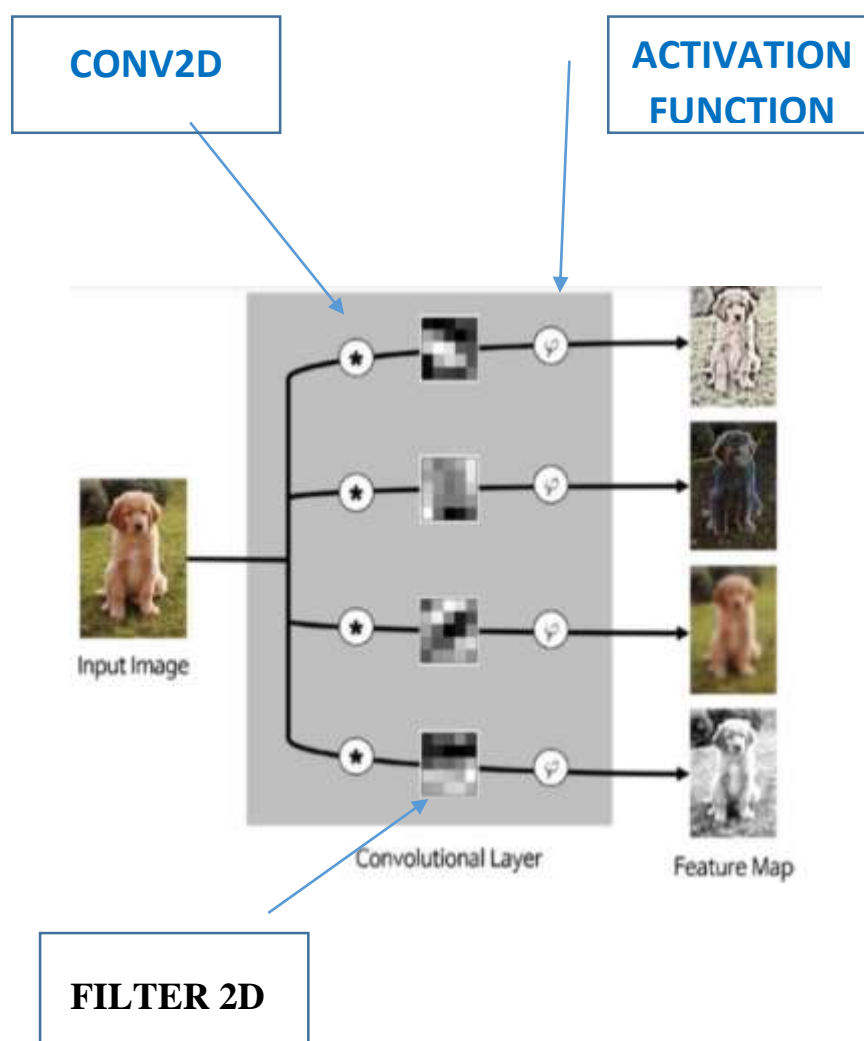 CONV2D
ACTIVATION
FUNCTION
φ
φ
Input Image
φ
φ
Convolutional Layer
Feature Map
FILTER 2D